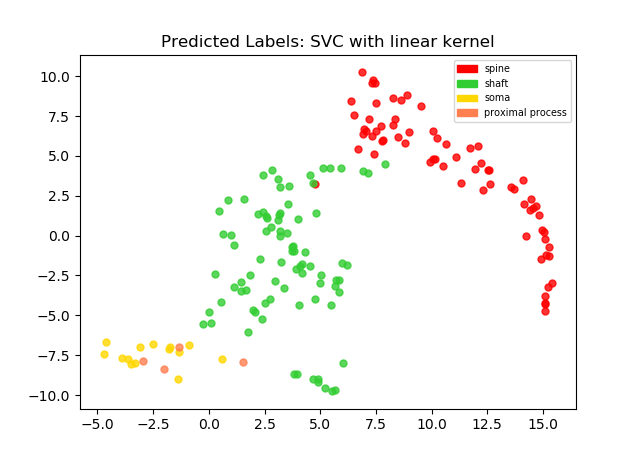 Predicted Labels: SVC with linear kernel
10.0
7.5
5.0
2.5
0.0
−2.5
−5.0
−7.5
−10.0
spine
shaft
soma
proximal process
−5.0 −2.5 0.0 2.5 5.0 7.5 10.0 12.5 15.0